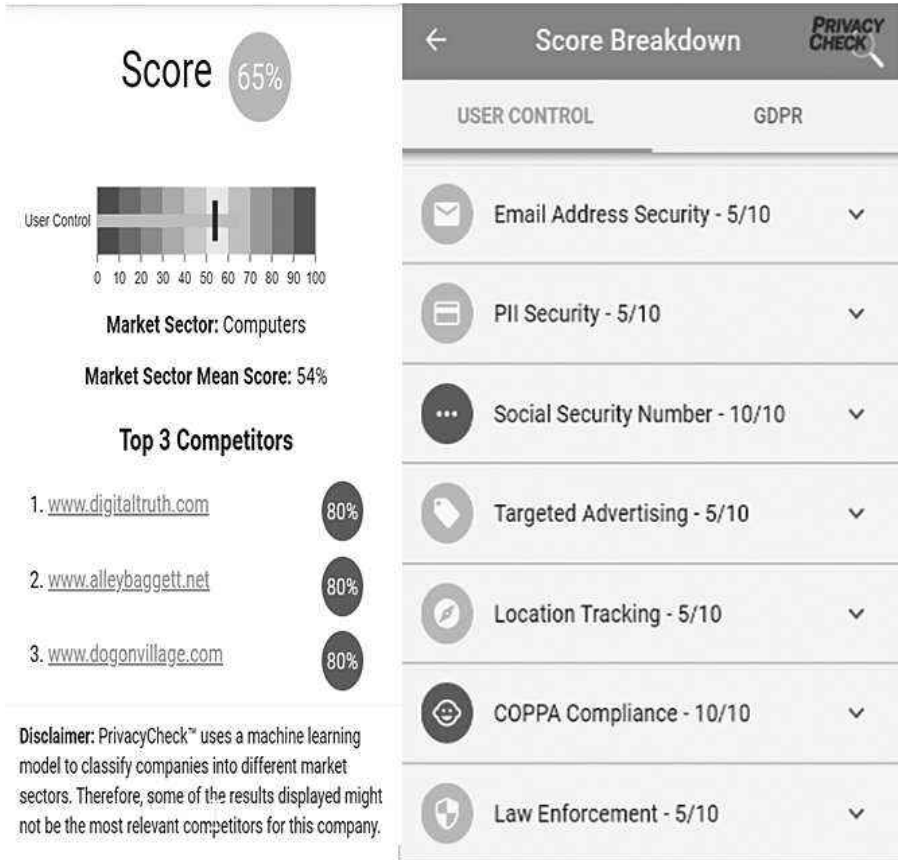 Score 65%
User Control
0 10 20 30 40 50 60 70 80 90 100
Market Sector: Computers
Market Sector Mean Score: 54%
Top 3 Competitors
1. www.digitaltruth.com 80%
2. www.alleybaggett.net 80%
3. www.dogonvillage.com 80%
Disclaimer: PrivacyCheck™ uses a machine learning
model to classify companies into different market
sectors. Therefore, some of the results displayed might
not be the most relevant competitors for this company.
Score Breakdown
PRIVACY
CHECK
USER CONTROL GDPR
Email Address Security - 5/10
PII Security - 5/10
Social Security Number - 10/10
Targeted Advertising - 5/10
Location Tracking - 5/10
COPPA Compliance - 10/10
Law Enforcement - 5/10